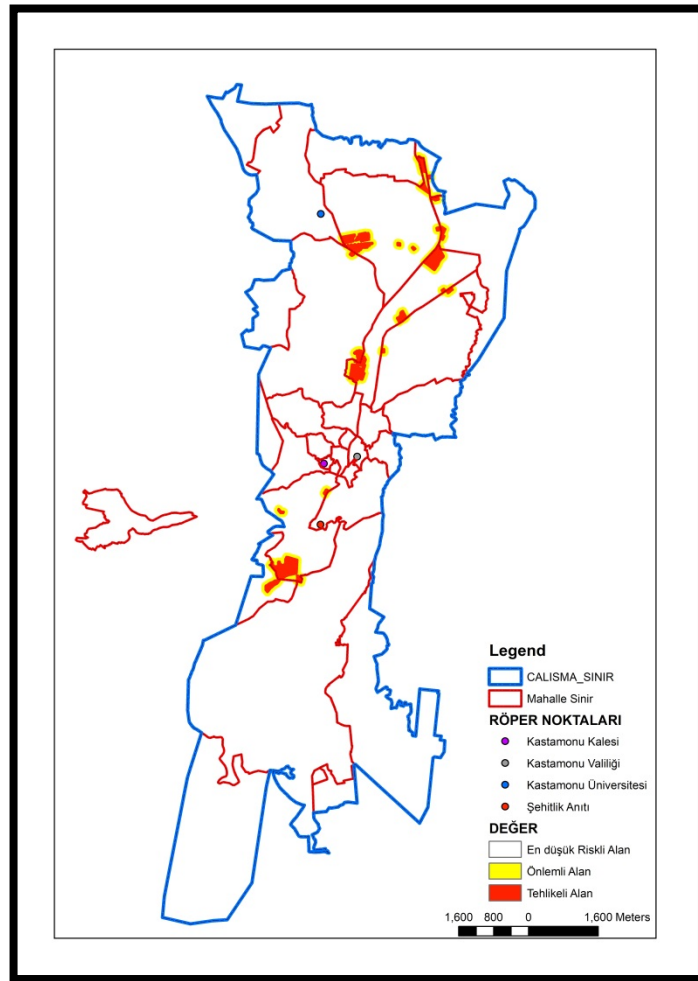 Legend
CALISMA_SINIR
Mahalle Sinir
RÖPER NOKTALARI
Kastamonu Kalesi
Kastamonu Valiliği
Kastamonu Üniversitesi
Şehitlik Anıtı
DEĞER
En düşük Riskli Alan
Önlemli Alan
Tehlikeli Alan
1,600 800 0 1,600 Meters